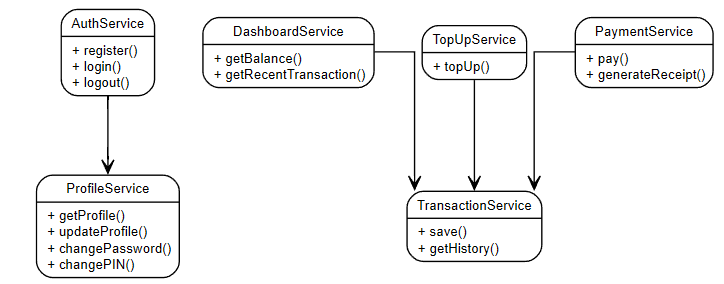 AuthService
+ register()
+ login()
+ logout()
DashboardService
+ getBalance()
+ getRecentTransaction()
TopUpService
+ topUp()
PaymentService
+ pay()
+ generateReceipt()
ProfileService
+ getProfile()
+ updateProfile()
+ changePassword()
+ changePIN()
TransactionService
+ save()
+ getHistory()